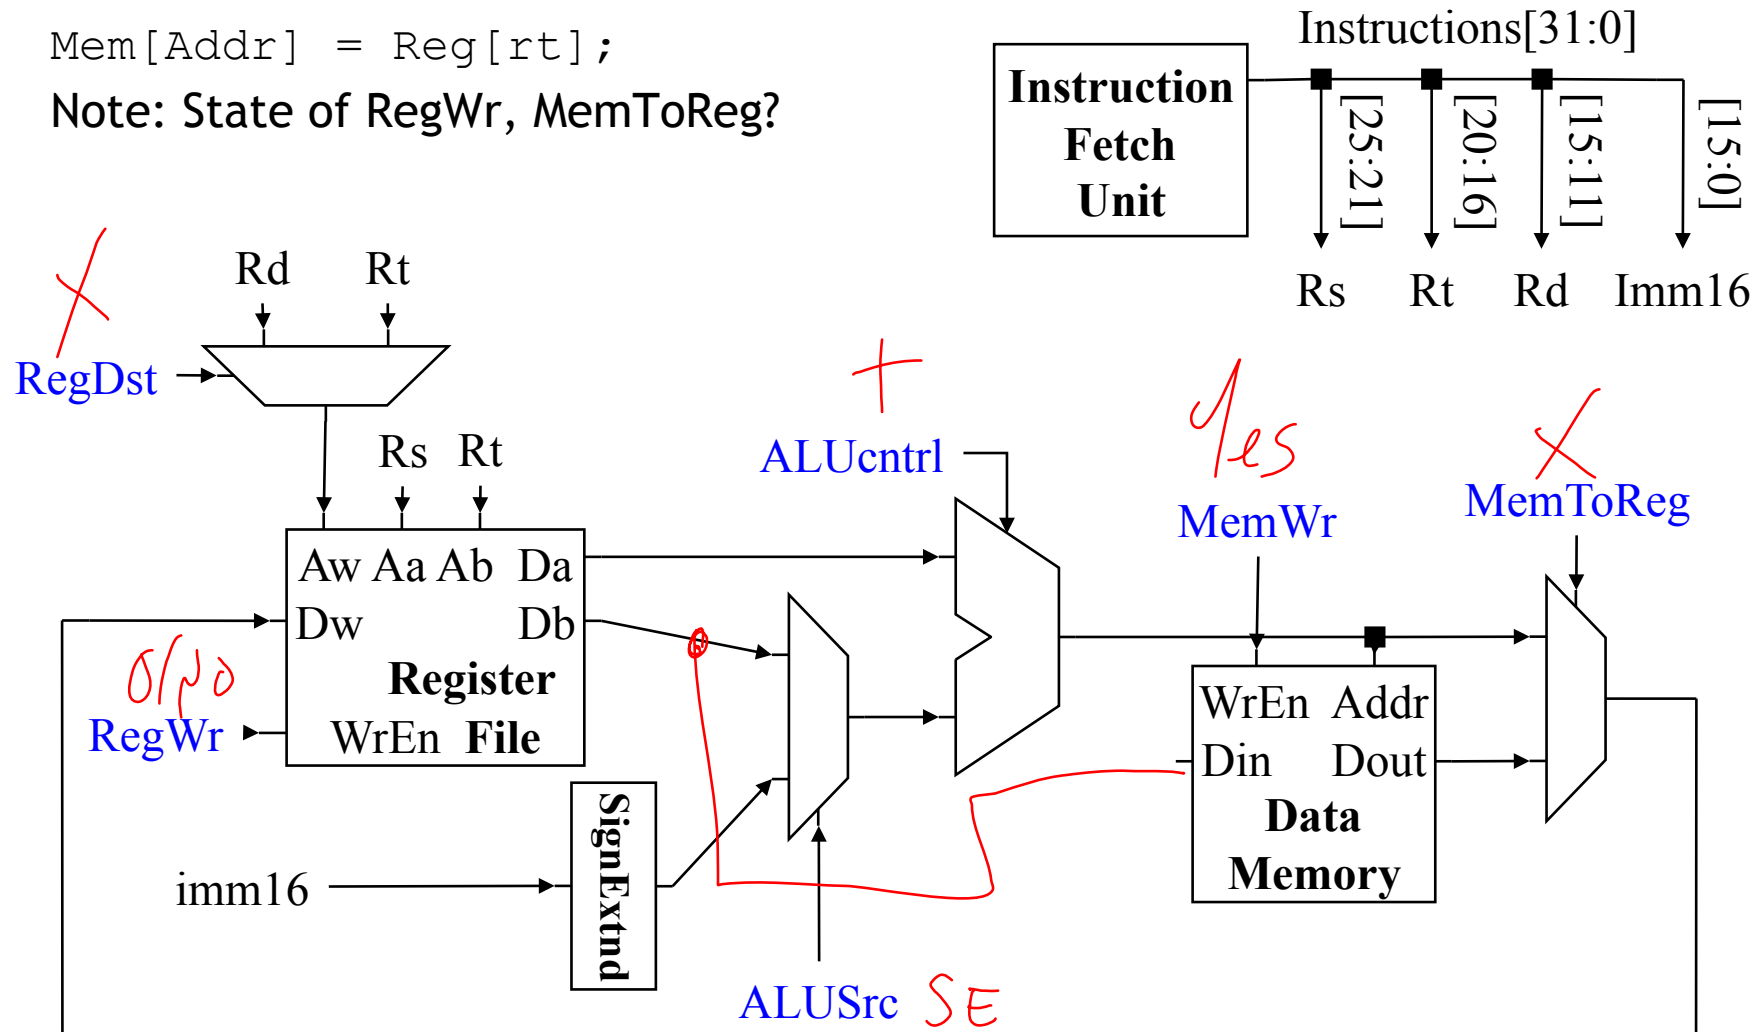 Mem[Addr] = Reg[rt];
Note: State of RegWr, MemToReg?
Instructions[31:0]
Instruction
Fetch
Unit
[25:21]
[20:16]
[15:11]
[15:0]
Rs Rt Rd Imm16
X
Rd Rt
RegDst
+
Yes
X
Rs Rt
ALUcntrl
MemWr
MemToReg
Aw Aa Ab Da
Dw Db
0/No
Register
RegWr
WrEn File
WrEn Addr
Din Dout
Data
Memory
SignExtnd
imm16
ALUSrc SE